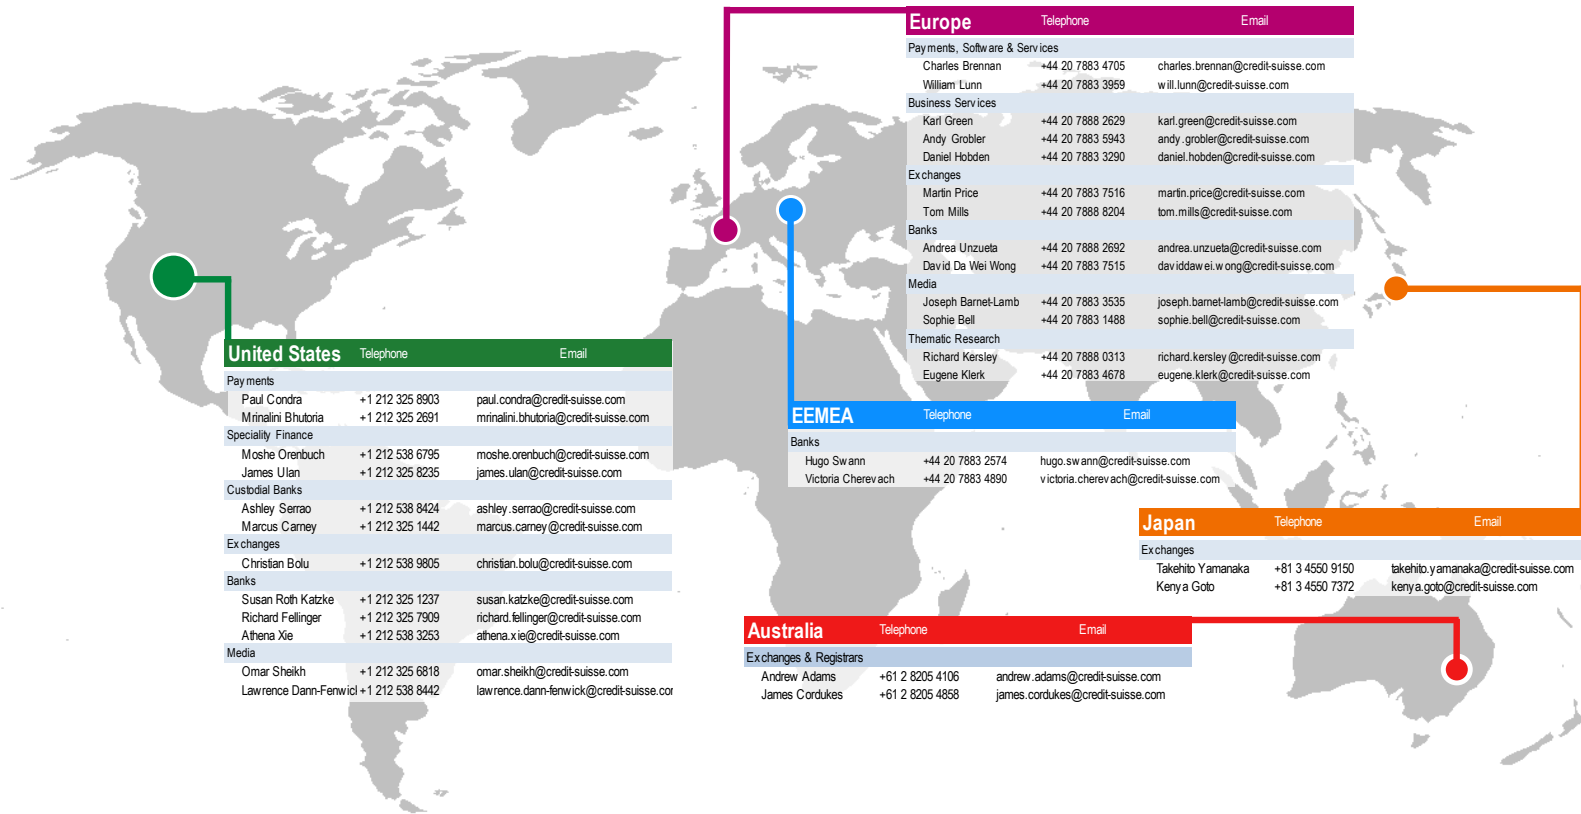 Europe Telephone Email
Payments, Software & Services
Charles Brennan +44 20 7883 4705 charles.brennan@credit-suisse.com
William Lunn +44 20 7883 3959 will.lunn@credit-suisse.com
Business Services
Karl Green +44 20 7888 2629 karl.green@credit-suisse.com
Andy Grobler +44 20 7883 5943 andy.grobler@credit-suisse.com
Daniel Hobden +44 20 7883 3290 daniel.hobden@credit-suisse.com
Exchanges
Martin Price +44 20 7883 7516 martin.price@credit-suisse.com
Tom Mills +44 20 7888 8204 tom.mills@credit-suisse.com
Banks
Andrea Unzueta +44 20 7888 2692 andrea.unzueta@credit-suisse.com
David Da Wei Wong +44 20 7883 7515 daviddawei.wong@credit-suisse.com
Media
Joseph Barnet-Lamb +44 20 7883 3535 joseph.barnet-lamb@credit-suisse.com
Sophie Bell +44 20 7883 1488 sophie.bell@credit-suisse.com
Thematic Research
Richard Kersley +44 20 7888 0313 richard.kersley@credit-suisse.com
Eugene Klerk +44 20 7883 4678 eugene.klerk@credit-suisse.com
United States Telephone Email
Payments
Paul Condra +1 212 325 8903 paul.condra@credit-suisse.com
Mrinalini Bhutoria +1 212 325 2691 mrinalini.bhutoria@credit-suisse.com
Speciality Finance
Moshe Orenbuch +1 212 538 6795 moshe.orenbuch@credit-suisse.com
James Ulan +1 212 325 8235 james.ulan@credit-suisse.com
Custodial Banks
Ashley Serrao +1 212 538 8424 ashley.serrao@credit-suisse.com
Marcus Carney +1 212 325 1442 marcus.carney@credit-suisse.com
Exchanges
Christian Bolu +1 212 538 9805 christian.bolu@credit-suisse.com
Banks
Susan Roth Katzke +1 212 325 1237 susan.katzke@credit-suisse.com
Richard Fellinger +1 212 325 7909 richard.fellinger@credit-suisse.com
Athena Xie +1 212 538 3253 athena.xie@credit-suisse.com
Media
Omar Sheikh +1 212 325 6818 omar.sheikh@credit-suisse.com
Lawrence Dann-Fenwicl +1 212 538 8442 lawrence.dann-fenwick@credit-suisse.cor
EEMEA Telephone Email
Banks
Hugo Swann +44 20 7883 2574 hugo.swann@credit-suisse.com
Victoria Cherevach +44 20 7883 4890 victoria.cherevach@credit-suisse.com
Japan Telephone Email
Exchanges
Takehito Yamanaka +81 3 4550 9150 takehito.yamanaka@credit-suisse.com
Kenya Goto +81 3 4550 7372 kenya.goto@credit-suisse.com
Australia Telephone Email
Exchanges & Registrars
Andrew Adams +61 2 8205 4106 andrew.adams@credit-suisse.com
James Cordukes +61 2 8205 4858 james.cordukes@credit-suisse.com